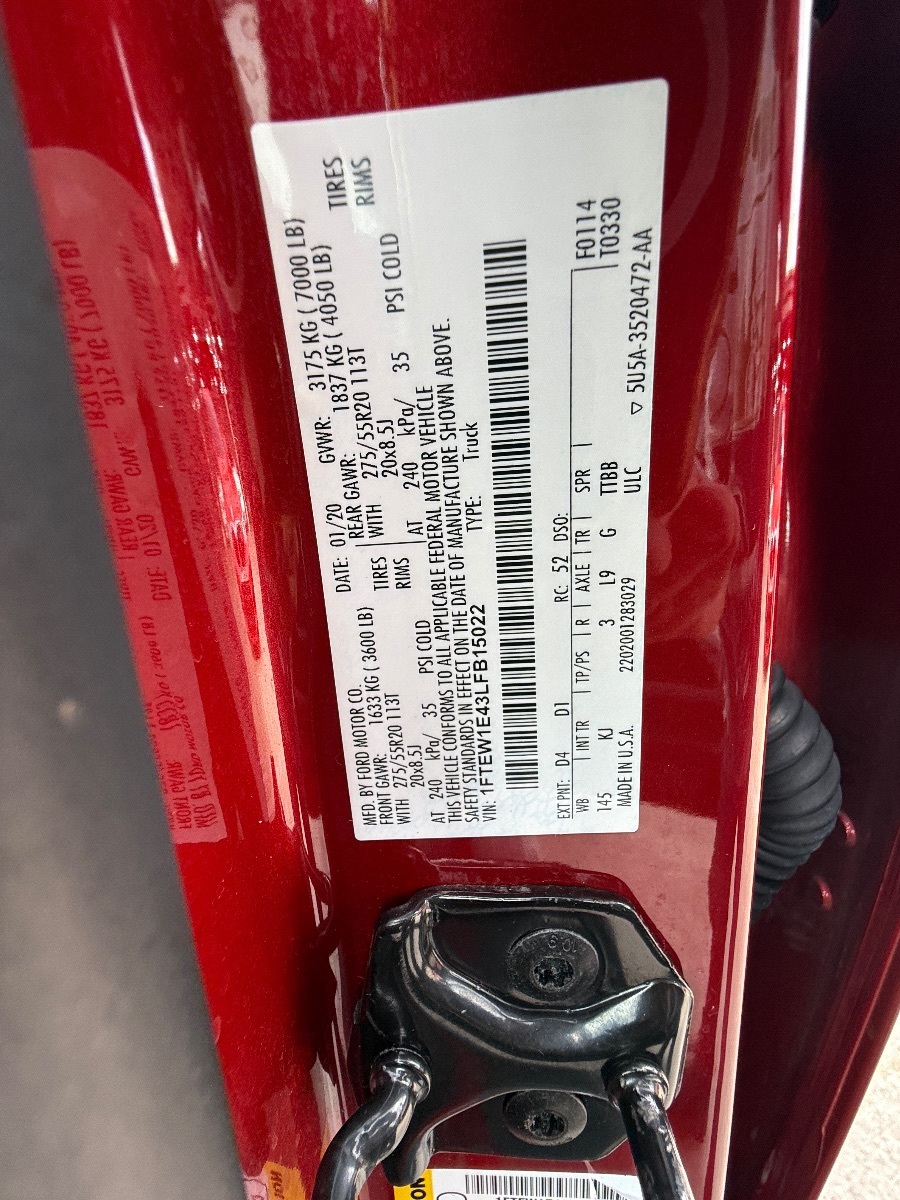 MFD. BY FORD MOTOR CO. DATE: 01/20 GVWR: 3175 KG ( 7000 LB)
FRONT GAWR: 1633 KG ( 3600 LB) REAR GAWR: 1837 KG ( 4050 LB)
WITH 275/55R20 113T TIRES WITH 275/55R20 113T TIRES
20x8.5J RIMS 20x8.5J RIMS
AT 240 kPa/ 35 PSI COLD AT 240 kPa/ 35 PSI COLD
THIS VEHICLE CONFORMS TO ALL APPLICABLE FEDERAL MOTOR VEHICLE
SAFETY STANDARDS IN EFFECT ON THE DATE OF MANUFACTURE SHOWN ABOVE.
VIN: 1FTEW1E43LFB15022 TYPE: Truck
EXT PNT: D4 D1 RC: 52 DSO:
WB INT TR TP/PS R AXLE TR SPR F0114
145 KJ 3 L9 G TTBB T0330
MADE IN U.S.A. 2202001283029 ULC
▽ 5U5A-3520472-AA
60